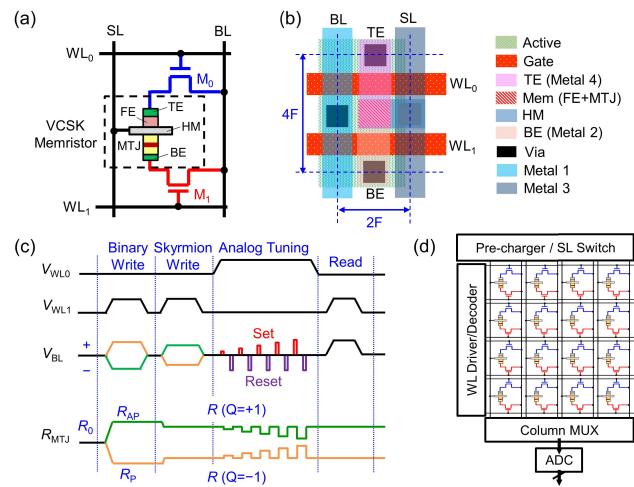 (a)
SL
BL
WL0
M0
TE
FE
HM
VCSK
Memristor
MTJ
BE
M1
WL1
(b)
BL
TE
SL
WL0
4F
WL1
BE
2F
Active
Gate
TE (Metal 4)
Mem (FE+MTJ)
HM
BE (Metal 2)
Via
Metal 1
Metal 3
(c)
Binary Write
Skyrmion Write
Analog Tuning
Read
VWL0
VWL1
VBL
+
−
Set
Reset
RMTJ
R0
RAP
RP
R (Q=+1)
R (Q=−1)
(d)
Pre-charger / SL Switch
WL Driver/Decoder
Column MUX
ADC